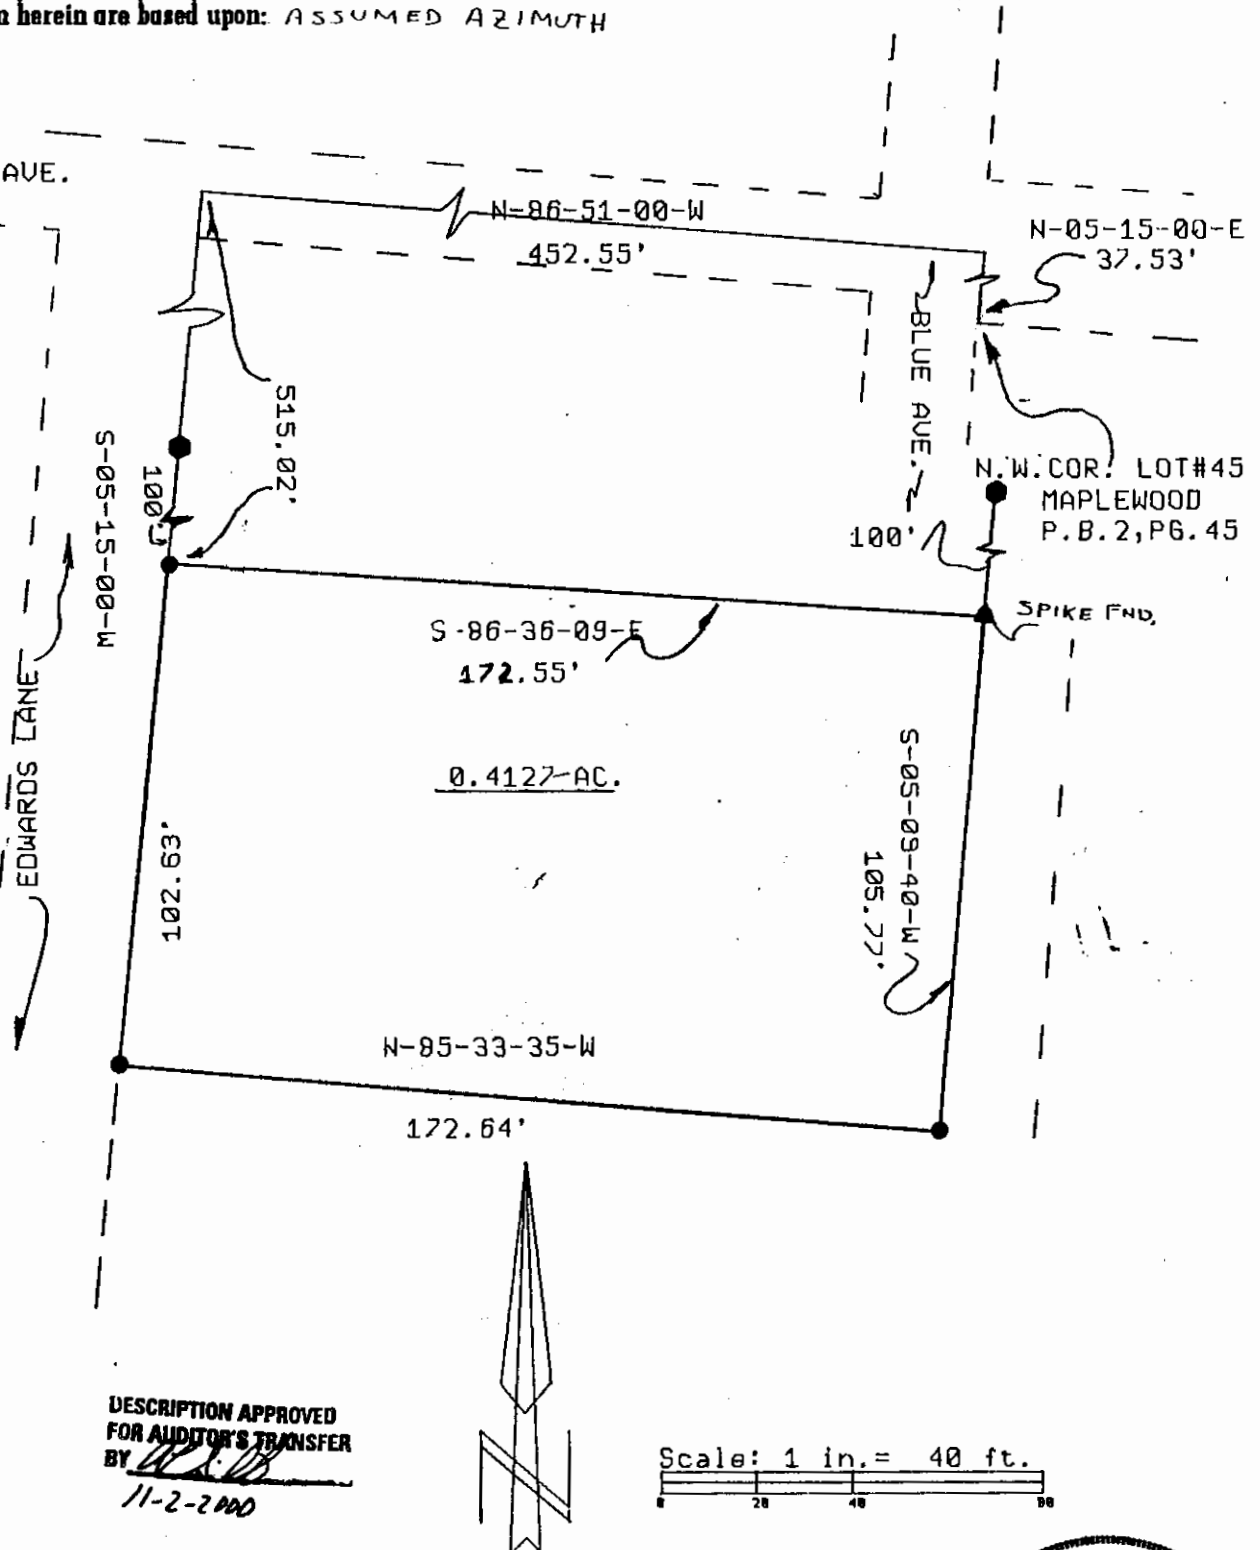 herein are based upon: ASSUMED AZIMUTH
AVE.
N-86-51-00-W
452.55'
N-05-15-00-E
37.53'
BLUE AVE.
515.02'
S-05-15-00-W
100'
N.W.COR. LOT#45
MAPLEWOOD
P.B.2,PG.45
100'
SPIKE FND.
S-86-36-09-E
172.55'
EDWARDS LANE
0.4127-AC.
S-05-09-40-W
105.77'
102.63'
N-85-33-35-W
172.64'
DESCRIPTION APPROVED
FOR AUDITOR'S TRANSFER
BY
11-2-2000
N
Scale: 1 in.= 40 ft.
0 20 40 80